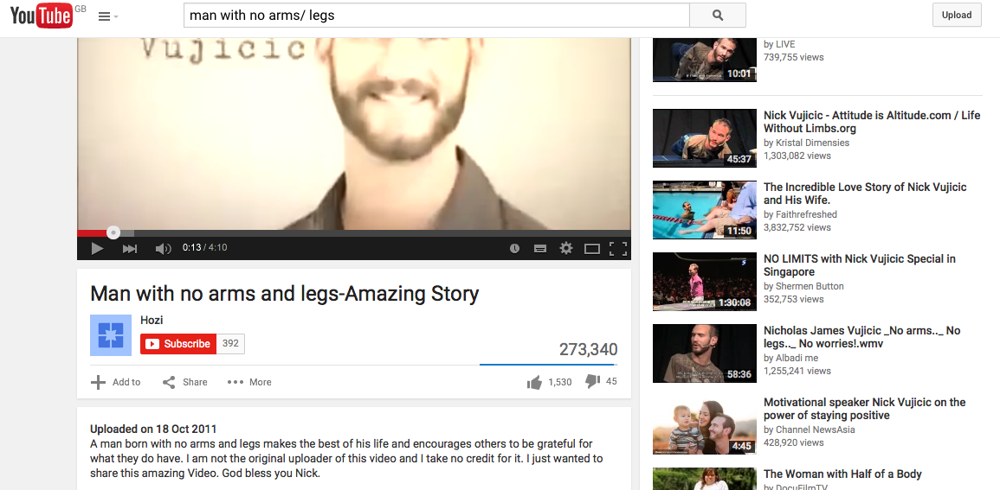 YouTube GB
man with no arms/ legs
Upload
Vujicic
0:13 / 4:10
Man with no arms and legs-Amazing Story
Hozi
Subscribe 392
273,340
Add to Share More 1,530 45
Uploaded on 18 Oct 2011
A man born with no arms and legs makes the best of his life and encourages others to be grateful for
what they do have. I am not the original uploader of this video and I take no credit for it. I just wanted to
share this amazing Video. God bless you Nick.
by LIVE
739,755 views
10:01
Nick Vujicic - Attitude is Altitude.com / Life
Without Limbs.org
by Kristal Dimensies
1,303,082 views
45:37
The Incredible Love Story of Nick Vujicic
and His Wife.
by Faithrefreshed
3,832,752 views
11:50
NO LIMITS with Nick Vujicic Special in
Singapore
by Shermen Button
352,753 views
1:30:08
Nicholas James Vujicic _No arms.._ No
legs.._ No worries!.wmv
by Albadi me
1,255,241 views
58:36
Motivational speaker Nick Vujicic on the
power of staying positive
by Channel NewsAsia
428,920 views
4:45
The Woman with Half of a Body
by DocuFilmTV